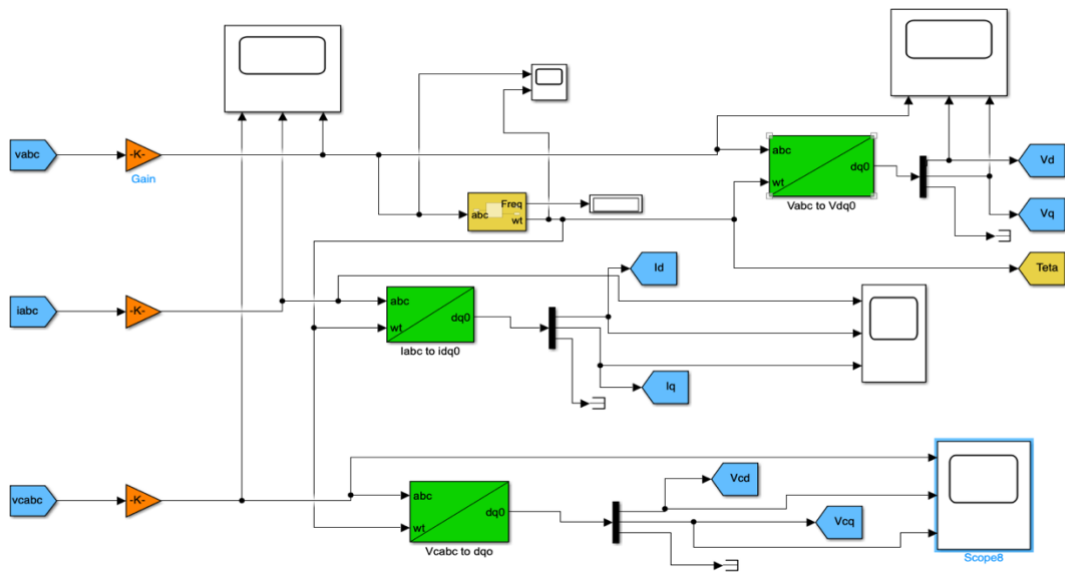 vabc
-K-
Gain
abc
wt
dq0
Vabc to Vdq0
Vd
Vq
abc
Freq
wt
Teta
Id
iabc
-K-
abc
wt
dq0
Iabc to idq0
Iq
vcabc
-K-
abc
wt
dq0
Vcabc to dqo
Vcd
Vcq
Scope8